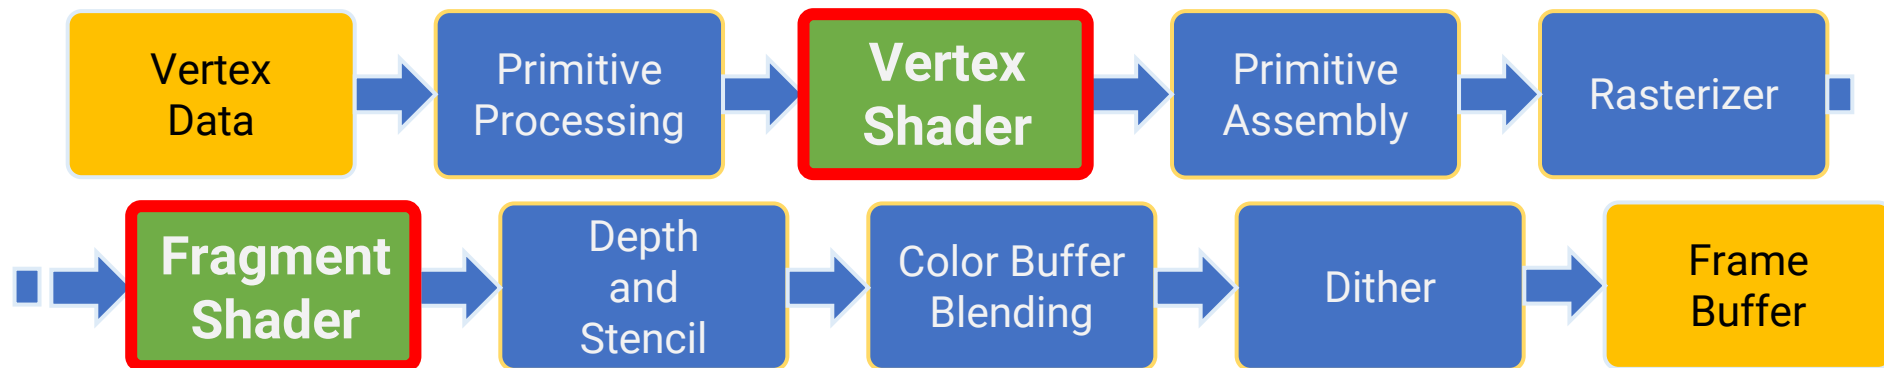 Vertex
Data
Primitive
Processing
Vertex
Shader
Primitive
Assembly
Rasterizer
Fragment
Shader
Depth
and
Stencil
Color Buffer
Blending
Dither
Frame
Buffer